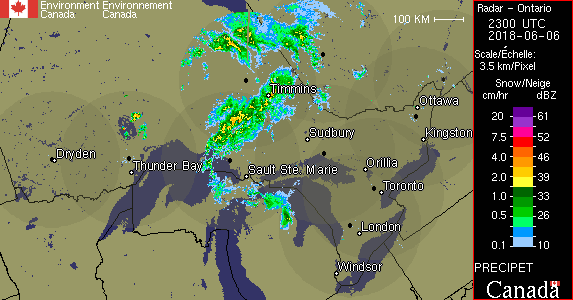 Environment Environnement
Canada Canada
100 KM
Timmins
Ottawa
Sudbury
Kingston
Dryden
Thunder Bay
Sault Ste. Marie
Orillia
Toronto
London
Windsor
Radar - Ontario
2300 UTC
2018-06-06
Scale/Échelle:
3.5 km/Pixel
Snow/Neige
cm/hr dBZ
20 61
7.5 52
4.0 46
2.0 39
1.0 33
0.5 26
0.1 10
PRECIPET
Canada